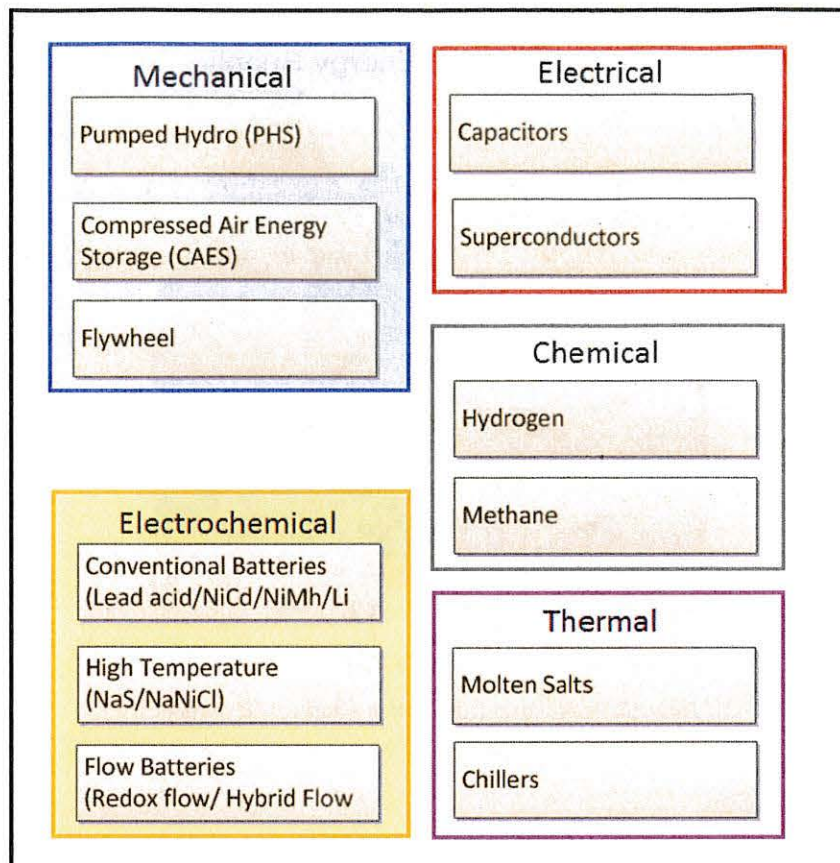 Mechanical
Pumped Hydro (PHS)
Compressed Air Energy
Storage (CAES)
Flywheel
Electrical
Capacitors
Superconductors
Chemical
Hydrogen
Methane
Electrochemical
Conventional Batteries
(Lead acid/NiCd/NiMh/Li
High Temperature
(NaS/NaNiCl)
Flow Batteries
(Redox flow/ Hybrid Flow
Thermal
Molten Salts
Chillers